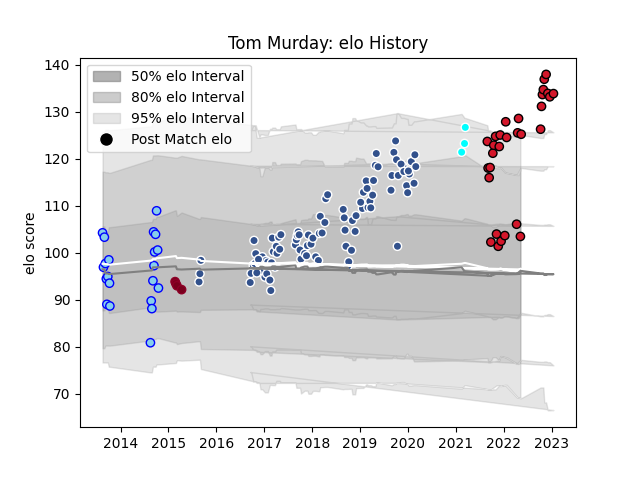 Tom Murday: elo History
140
130
120
110
100
90
80
70
elo score
50% elo Interval
80% elo Interval
95% elo Interval
Post Match elo
2014 2015 2016 2017 2018 2019 2020 2021 2022 2023